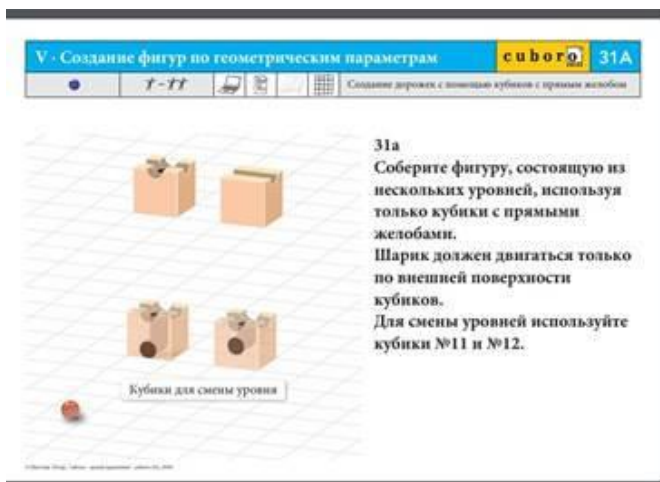 V · Создание фигур по геометрическим параметрам
cuboro
31A
† - ††
Создание дорожек с помощью кубиков с прямым желобом
31a
Соберите фигуру, состоящую из
нескольких уровней, используя
только кубики с прямыми
желобами.
Шарик должен двигаться только
по внешней поверхности
кубиков.
Для смены уровней используйте
кубики №11 и №12.
Кубики для смены уровня